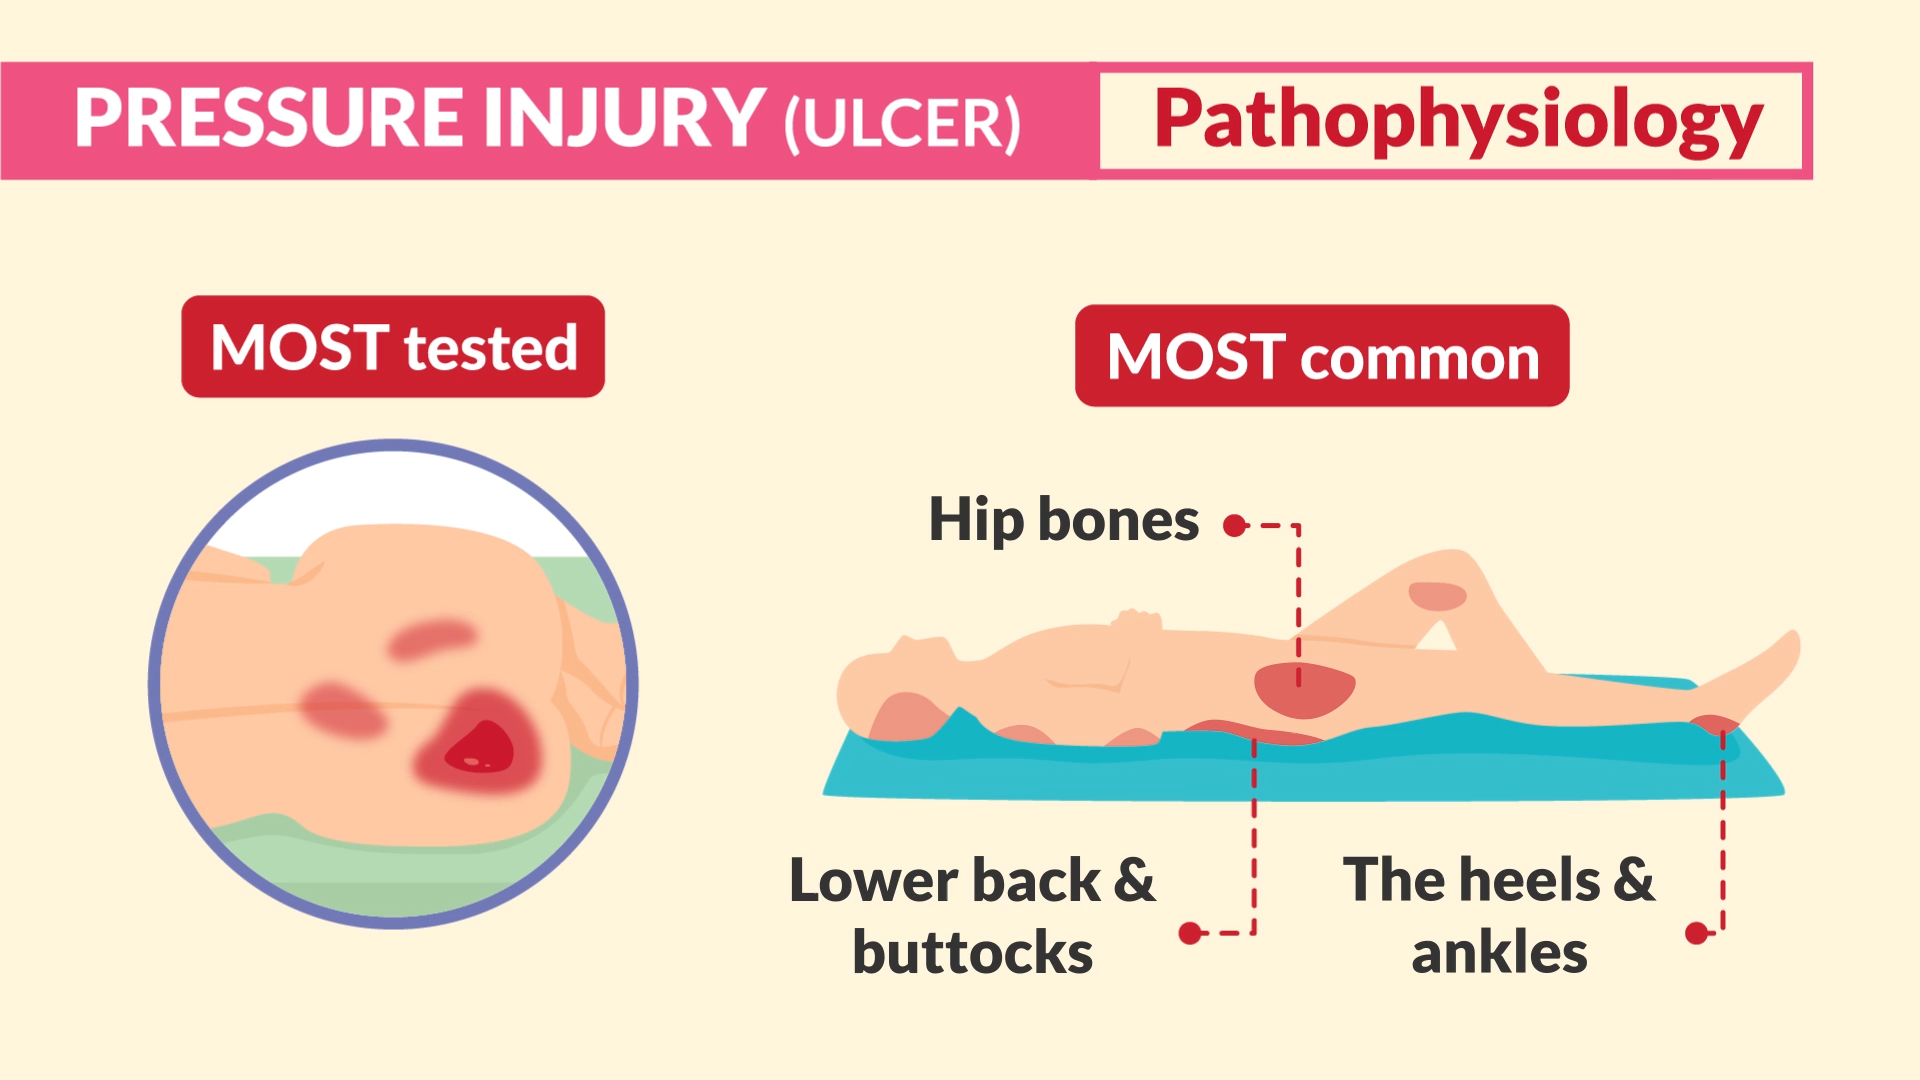 PRESSURE INJURY (ULCER)
Pathophysiology
MOST tested
MOST common
Hip bones
Lower back &
buttocks
The heels &
ankles